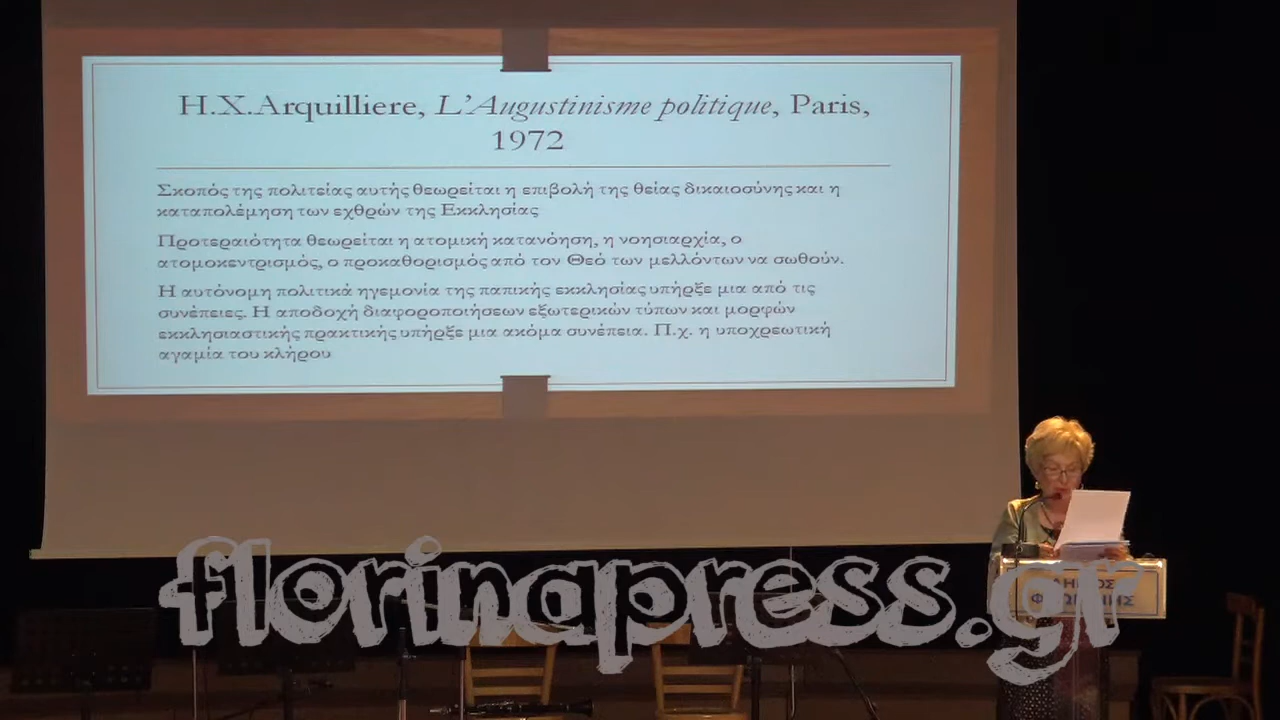 H.X.Arquilliere, L'Augustinisme politique, Paris,
1972
Σκοπός της πολιτείας αυτής θεωρείται η επιβολή της θείας δικαιοσύνης και η
καταπολέμηση των εχθρών της Εκκλησίας
Προτεραιότητα θεωρείται η ατομική κατανόηση, η νοησιαρχία, ο
ατομοκεντρισμός, ο προκαθορισμός από τον Θεό των μελλόντων να σωθούν.
Η αυτόνομη πολιτικά ηγεμονία της παπικής εκκλησίας υπήρξε μια από τις
συνέπειες. Η αποδοχή διαφοροποιήσεων εξωτερικών τύπων και μορφών
εκκλησιαστικής πρακτικής υπήρξε μια ακόμα συνέπεια. Π.χ. η υποχρεωτική
αγαμία του κλήρου
florinapress.gr